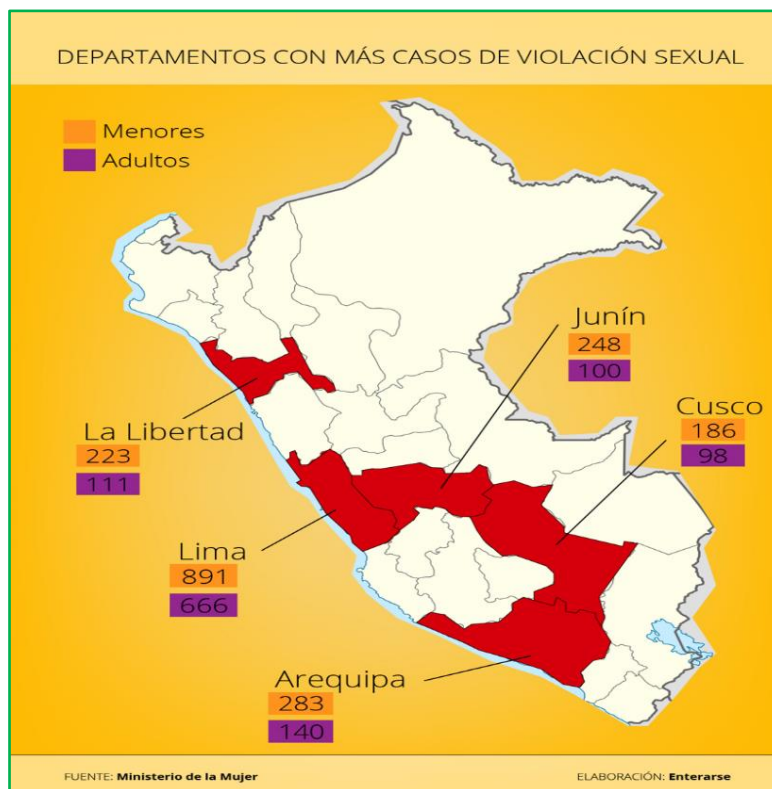 DEPARTAMENTOS CON MÁS CASOS DE VIOLACIÓN SEXUAL
Menores
Adultos
Junín
248
100
Cusco
186
98
La Libertad
223
111
Lima
891
666
Arequipa
283
140
FUENTE: Ministerio de la Mujer
ELABORACIÓN: Enterarse